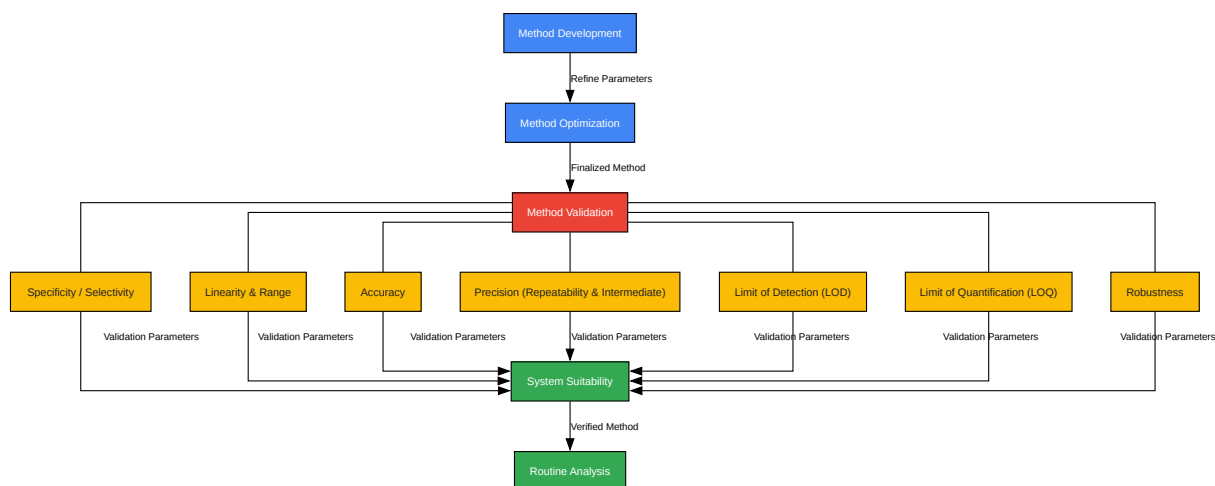 Method Development
Refine Parameters
Method Optimization
Finalized Method
Method Validation
Specificity / Selectivity
Linearity & Range
Accuracy
Precision (Repeatability & Intermediate)
Limit of Detection (LOD)
Limit of Quantification (LOQ)
Robustness
Validation Parameters
Validation Parameters
Validation Parameters
Validation Parameters
Validation Parameters
Validation Parameters
Validation Parameters
System Suitability
Verified Method
Routine Analysis